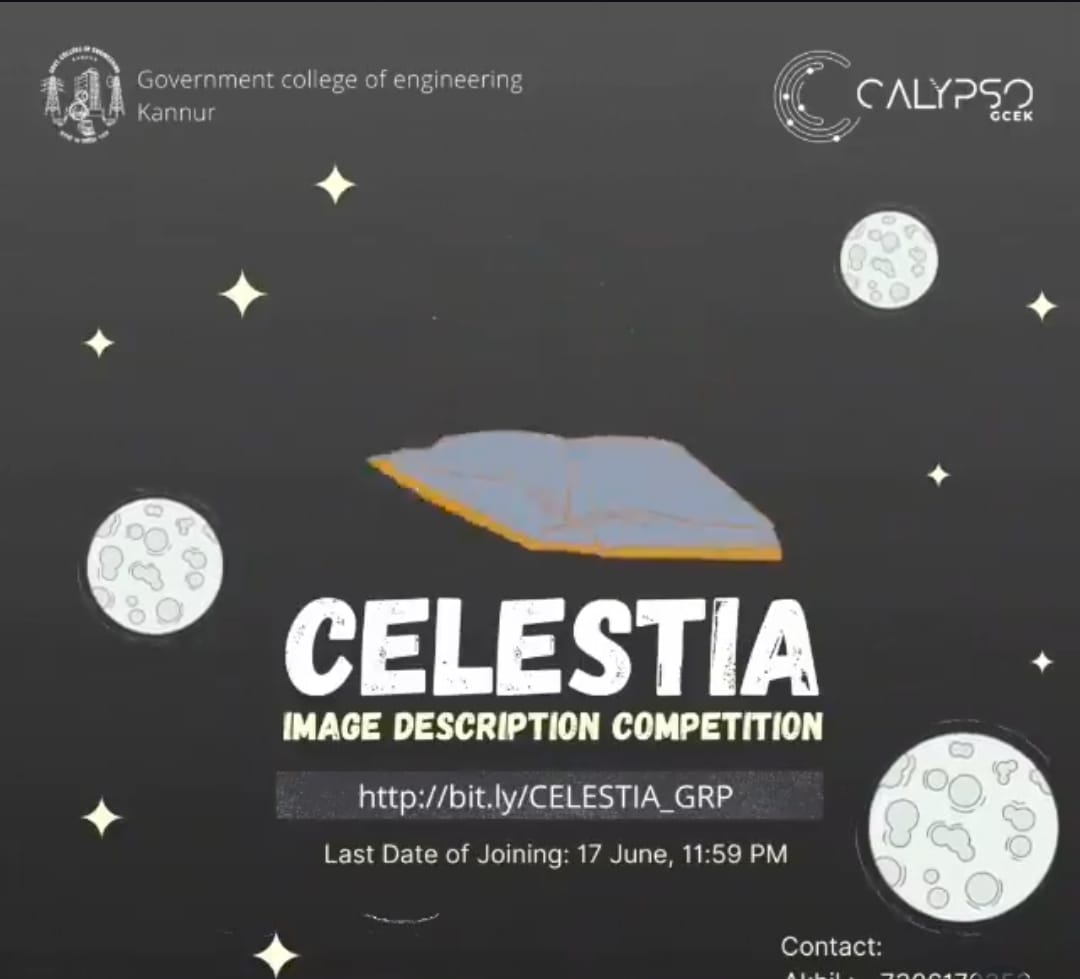 Government college of engineering
Kannur
CALYPSO
GCEK
CELESTIA
IMAGE DESCRIPTION COMPETITION
http://bit.ly/CELESTIA_GRP
Last Date of Joining: 17 June, 11:59 PM
Contact: